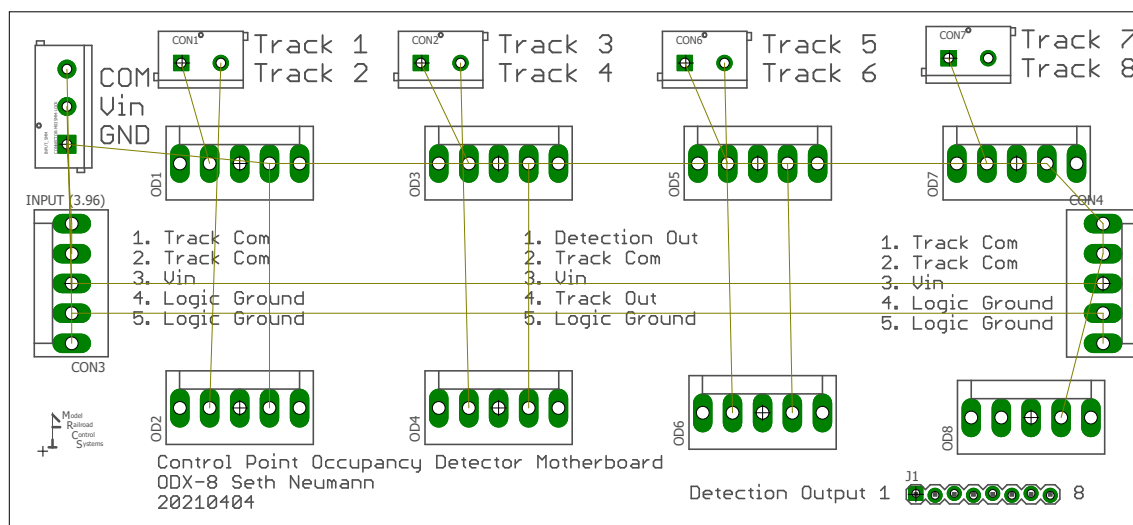 CON1
Track 1
Track 2
CON2
Track 3
Track 4
CON6
Track 5
Track 6
CON7
Track 7
Track 8
COM
Vin
GND
INPUT (3.96)
OD1
OD3
OD5
OD7
CON4
1. Track Com
2. Track Com
3. Vin
4. Logic Ground
5. Logic Ground
1. Detection Out
2. Track Com
3. Vin
4. Track Out
5. Logic Ground
1. Track Com
2. Track Com
3. Vin
4. Logic Ground
5. Logic Ground
CON3
OD2
OD4
OD6
OD8
Model
Railroad
Control
Systems
Control Point Occupancy Detector Motherboard
ODX-8 Seth Neumann
20210404
J1
Detection Output 1 8